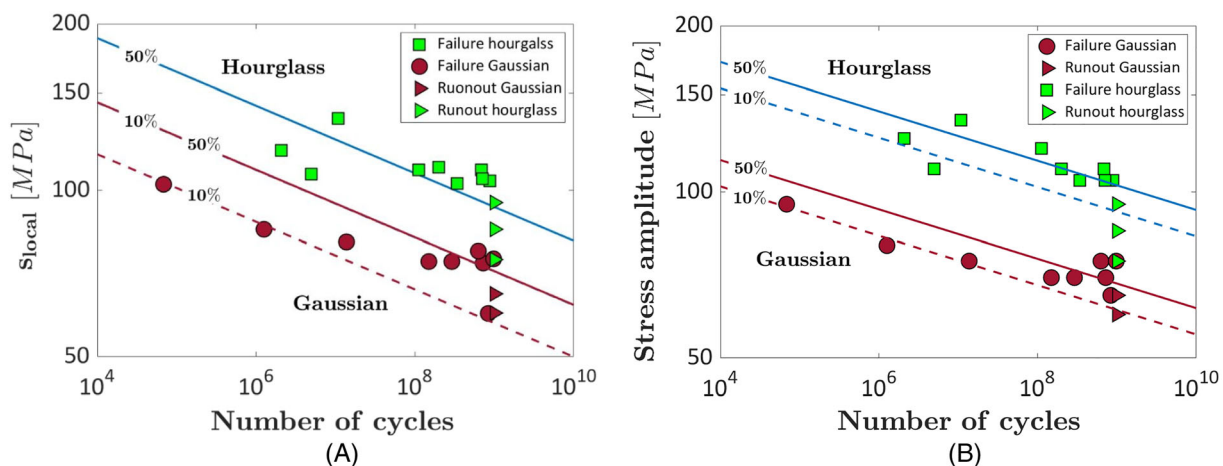 200
150
100
50
s_local [MPa]
50%
10%
50%
10%
Hourglass
Gaussian
Failure hourgalss
Failure Gaussian
Ruonout Gaussian
Runout hourglass
10^4
10^6
10^8
10^10
Number of cycles
(A)
200
150
100
50
Stress amplitude [MPa]
50%
10%
50%
10%
Hourglass
Gaussian
Failure Gaussian
Runout Gaussian
Failure hourglass
Runout hourglass
10^4
10^6
10^8
10^10
Number of cycles
(B)